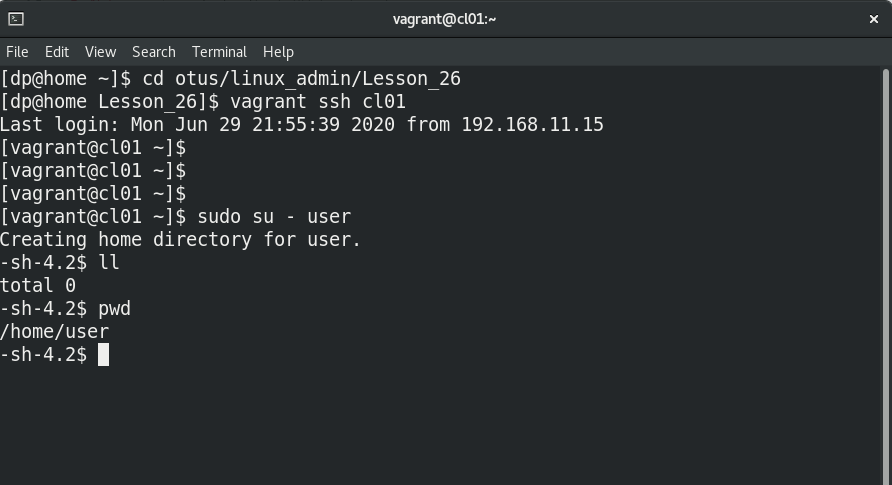 vagrant@cl01:~
File Edit View Search Terminal Help
[dp@home ~]$ cd otus/linux_admin/Lesson_26
[dp@home Lesson_26]$ vagrant ssh cl01
Last login: Mon Jun 29 21:55:39 2020 from 192.168.11.15
[vagrant@cl01 ~]$
[vagrant@cl01 ~]$
[vagrant@cl01 ~]$
[vagrant@cl01 ~]$ sudo su - user
Creating home directory for user.
-sh-4.2$ ll
total 0
-sh-4.2$ pwd
/home/user
-sh-4.2$